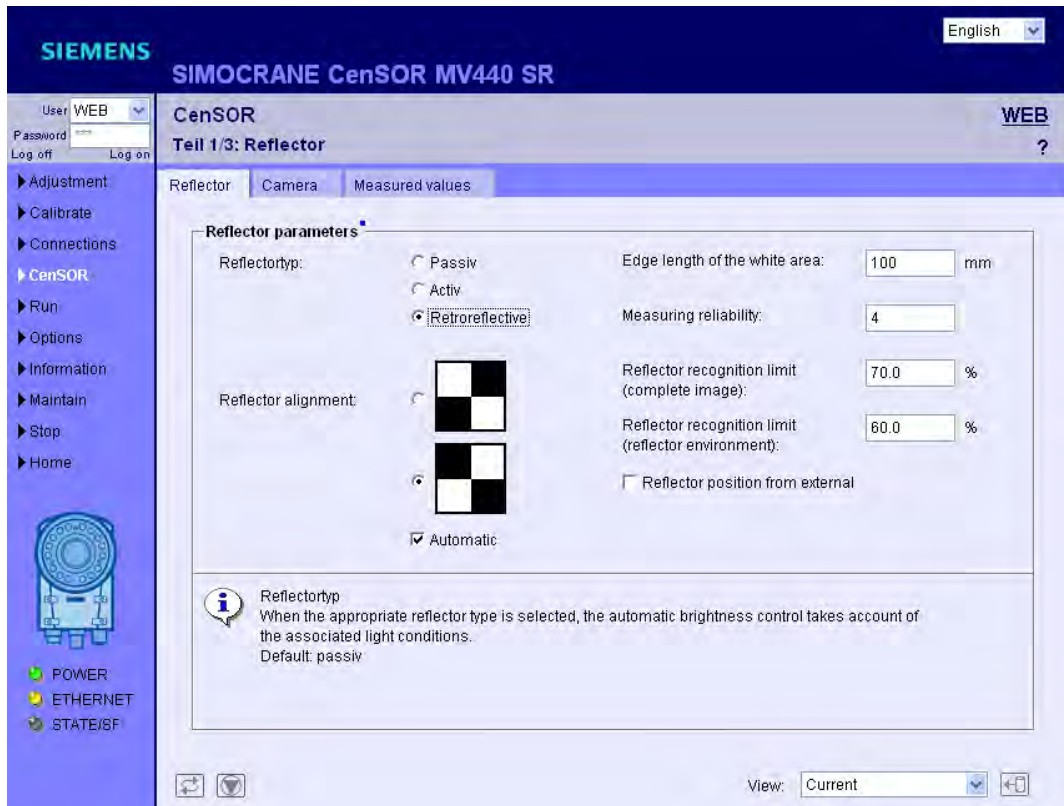 SIEMENS
English
SIMOCRANE CenSOR MV440 SR
User WEB
Password ***
Log off Log on
CenSOR
WEB
Teil 1/3: Reflector
?
Adjustment
Calibrate
Connections
CenSOR
Run
Options
Information
Maintain
Stop
Home
POWER
ETHERNET
STATE/SF
Reflector Camera Measured values
Reflector parameters
Reflectortyp:
Passiv
Activ
Retroreflective
Reflector alignment:
Automatic
Edge length of the white area: 100 mm
Measuring reliability: 4
Reflector recognition limit
(complete image): 70.0 %
Reflector recognition limit
(reflector environment): 60.0 %
Reflector position from external
i
Reflectortyp
When the appropriate reflector type is selected, the automatic brightness control takes account of
the associated light conditions.
Default: passiv
View: Current